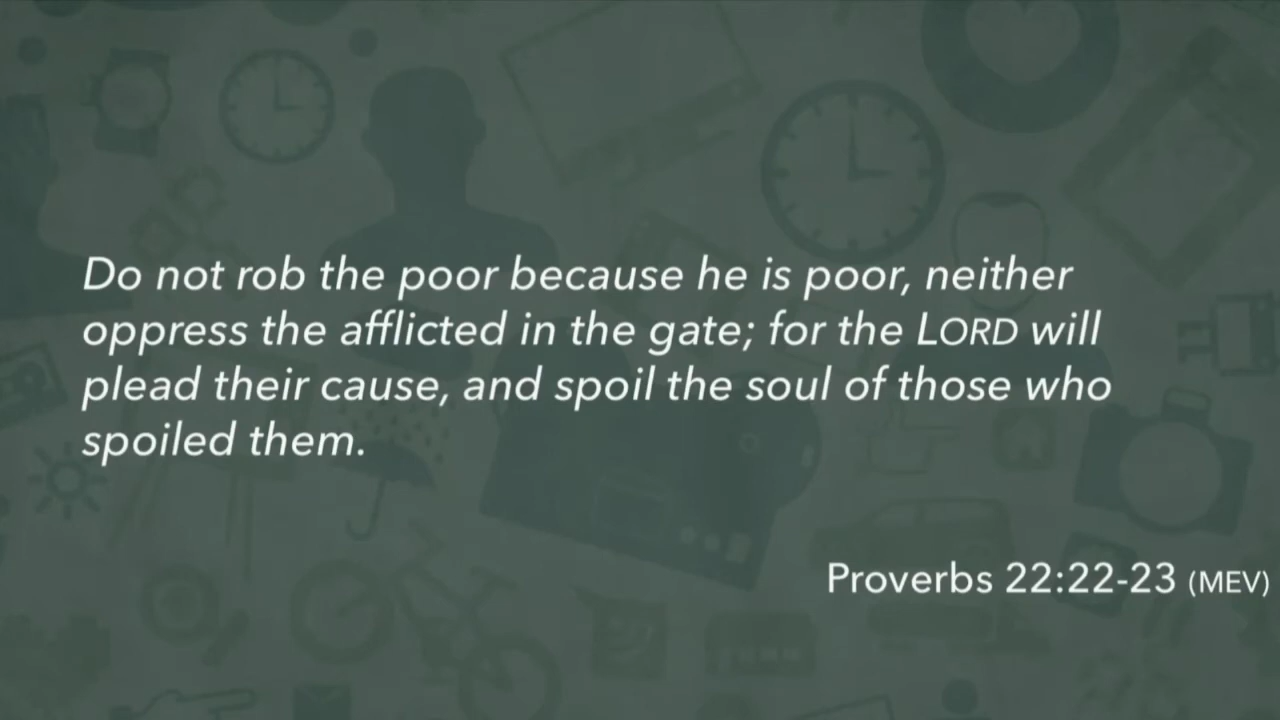 Do not rob the poor because he is poor, neither
oppress the afflicted in the gate; for the LORD will
plead their cause, and spoil the soul of those who
spoiled them.
Proverbs 22:22-23 (MEV)